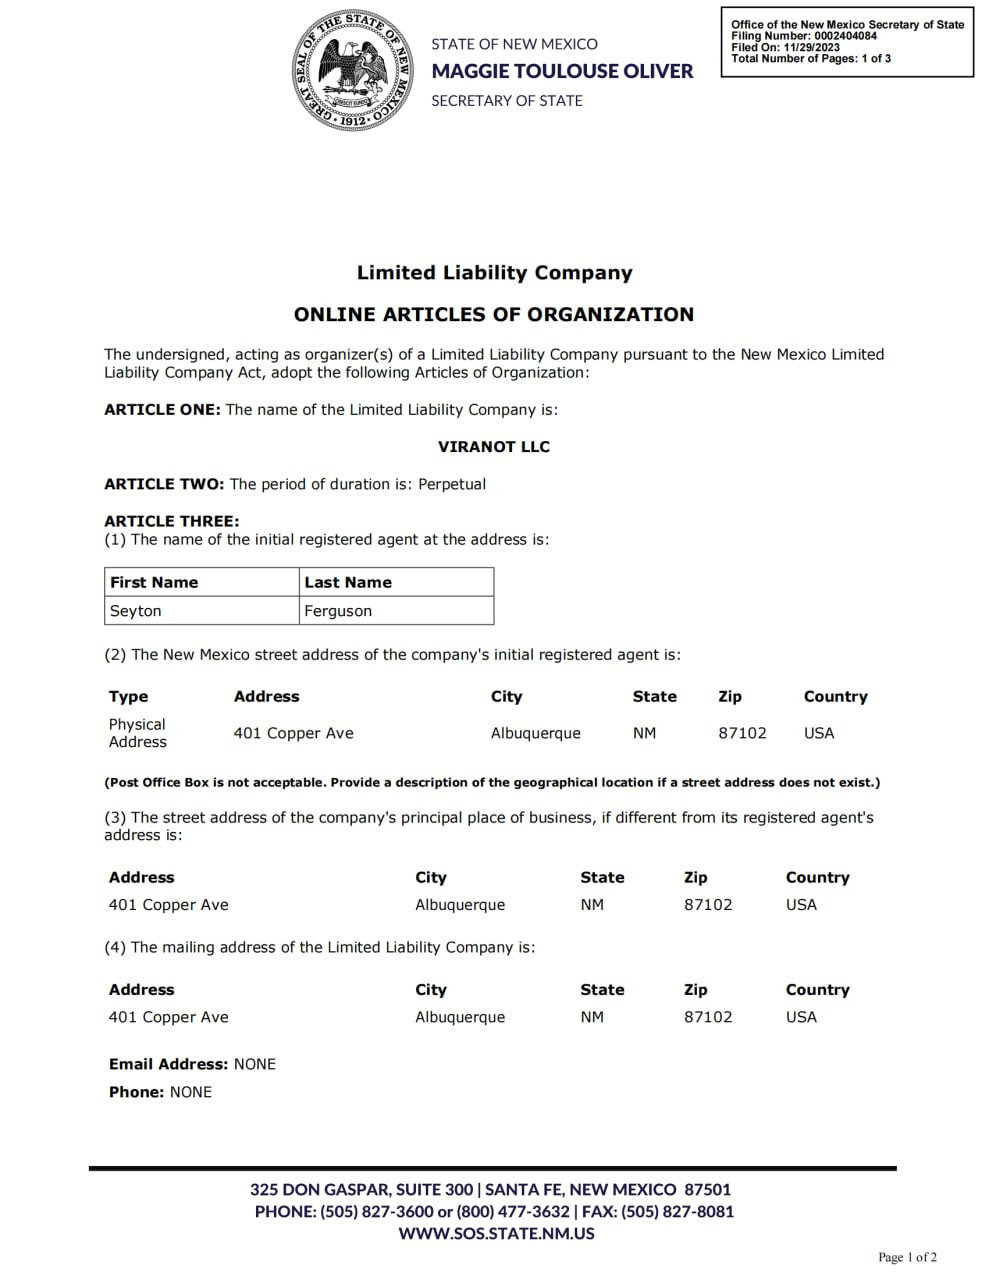 GREAT SEAL OF THE STATE OF NEW MEXICO
CRESCIT EUNDO
• 1912 •
STATE OF NEW MEXICO
MAGGIE TOULOUSE OLIVER
SECRETARY OF STATE
Office of the New Mexico Secretary of State
Filing Number: 0002404084
Filed On: 11/29/2023
Total Number of Pages: 1 of 3
Limited Liability Company
ONLINE ARTICLES OF ORGANIZATION
The undersigned, acting as organizer(s) of a Limited Liability Company pursuant to the New Mexico Limited
Liability Company Act, adopt the following Articles of Organization:
ARTICLE ONE: The name of the Limited Liability Company is:
VIRANOT LLC
ARTICLE TWO: The period of duration is: Perpetual
ARTICLE THREE:
(1) The name of the initial registered agent at the address is:
First Name Last Name
Seyton Ferguson
(2) The New Mexico street address of the company's initial registered agent is:
Type Address City State Zip Country
Physical
Address 401 Copper Ave Albuquerque NM 87102 USA
(Post Office Box is not acceptable. Provide a description of the geographical location if a street address does not exist.)
(3) The street address of the company's principal place of business, if different from its registered agent's
address is:
Address City State Zip Country
401 Copper Ave Albuquerque NM 87102 USA
(4) The mailing address of the Limited Liability Company is:
Address City State Zip Country
401 Copper Ave Albuquerque NM 87102 USA
Email Address: NONE
Phone: NONE
325 DON GASPAR, SUITE 300 | SANTA FE, NEW MEXICO 87501
PHONE: (505) 827-3600 or (800) 477-3632 | FAX: (505) 827-8081
WWW.SOS.STATE.NM.US
Page 1 of 2